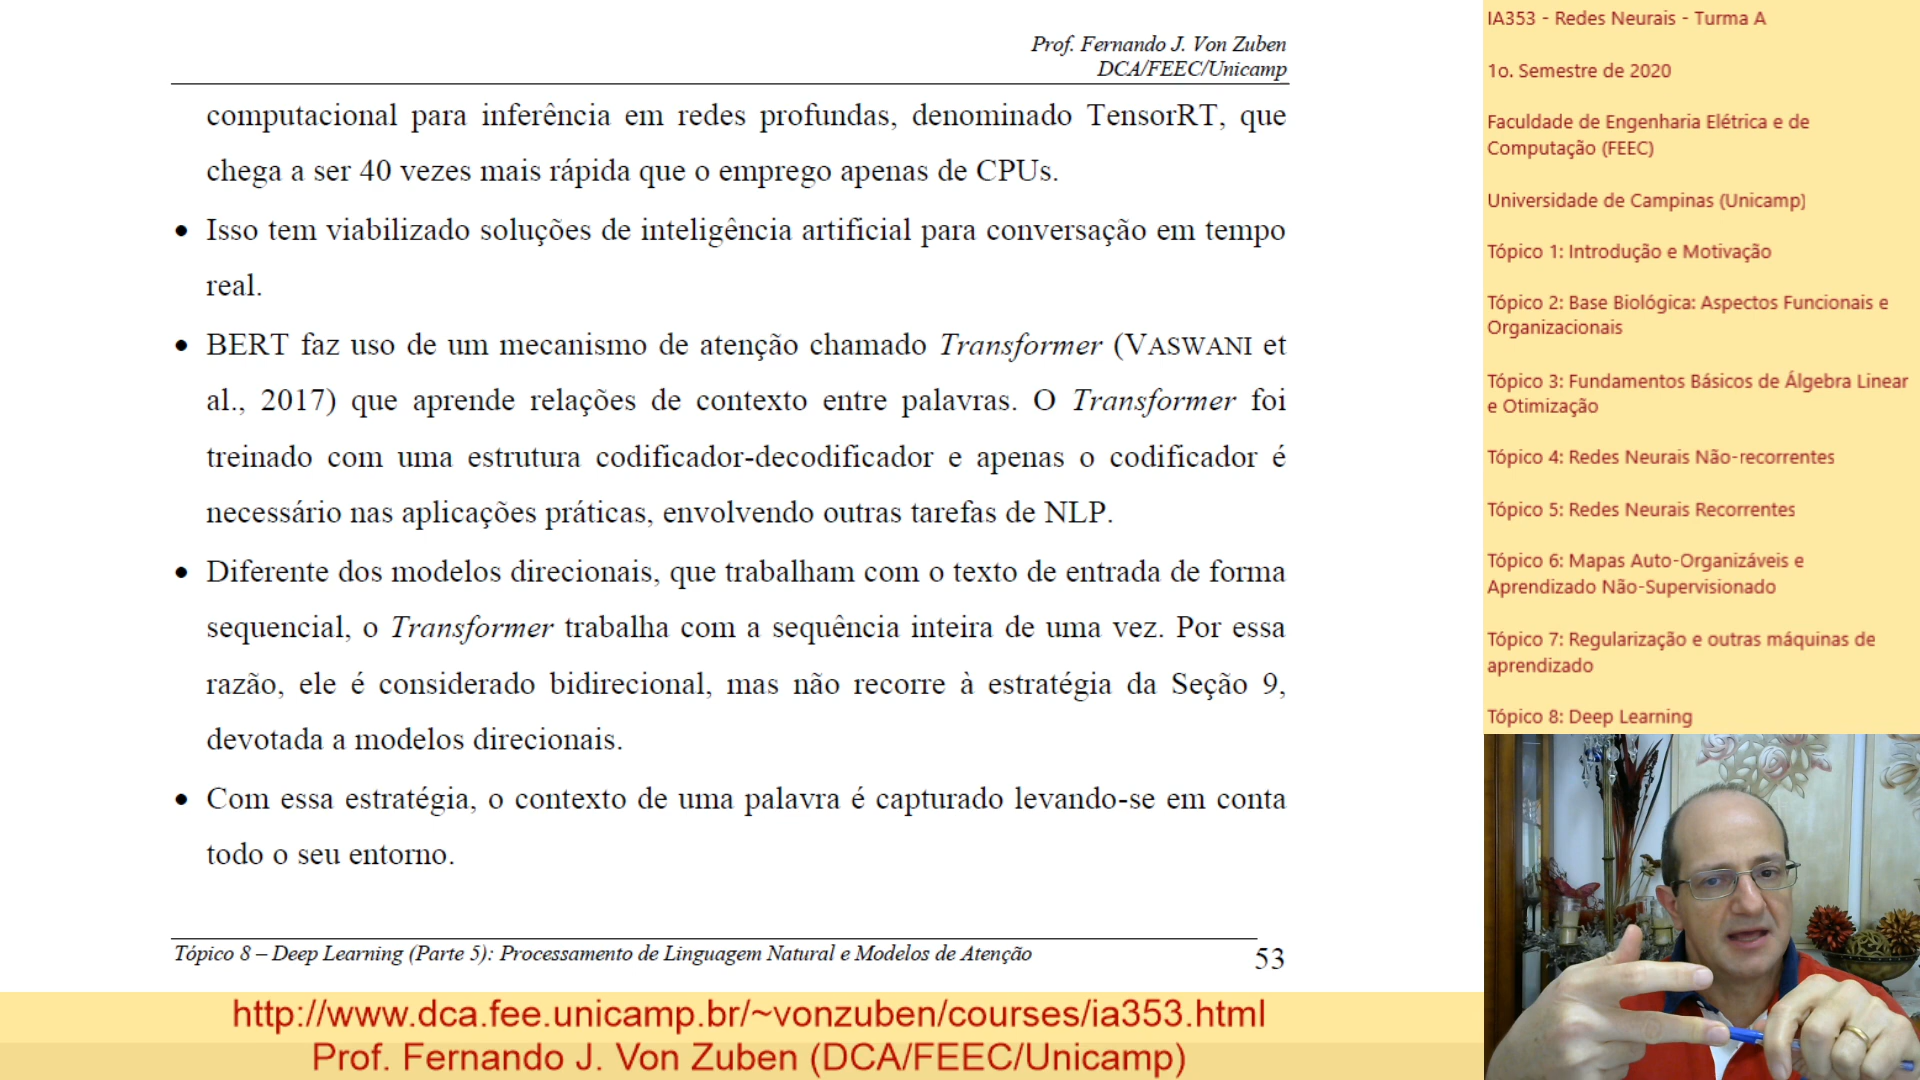 Prof. Fernando J. Von Zuben
DCA/FEEC/Unicamp
computacional para inferência em redes profundas, denominado TensorRT, que
chega a ser 40 vezes mais rápida que o emprego apenas de CPUs.
• Isso tem viabilizado soluções de inteligência artificial para conversação em tempo
real.
• BERT faz uso de um mecanismo de atenção chamado Transformer (VASWANI et
al., 2017) que aprende relações de contexto entre palavras. O Transformer foi
treinado com uma estrutura codificador-decodificador e apenas o codificador é
necessário nas aplicações práticas, envolvendo outras tarefas de NLP.
• Diferente dos modelos direcionais, que trabalham com o texto de entrada de forma
sequencial, o Transformer trabalha com a sequência inteira de uma vez. Por essa
razão, ele é considerado bidirecional, mas não recorre à estratégia da Seção 9,
devotada a modelos direcionais.
• Com essa estratégia, o contexto de uma palavra é capturado levando-se em conta
todo o seu entorno.
Tópico 8 – Deep Learning (Parte 5): Processamento de Linguagem Natural e Modelos de Atenção
53
http://www.dca.fee.unicamp.br/~vonzuben/courses/ia353.html
Prof. Fernando J. Von Zuben (DCA/FEEC/Unicamp)
IA353 - Redes Neurais - Turma A
1o. Semestre de 2020
Faculdade de Engenharia Elétrica e de
Computação (FEEC)
Universidade de Campinas (Unicamp)
Tópico 1: Introdução e Motivação
Tópico 2: Base Biológica: Aspectos Funcionais e
Organizacionais
Tópico 3: Fundamentos Básicos de Álgebra Linear
e Otimização
Tópico 4: Redes Neurais Não-recorrentes
Tópico 5: Redes Neurais Recorrentes
Tópico 6: Mapas Auto-Organizáveis e
Aprendizado Não-Supervisionado
Tópico 7: Regularização e outras máquinas de
aprendizado
Tópico 8: Deep Learning